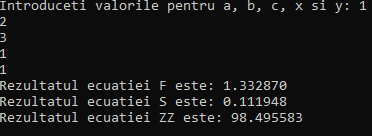 Introduceti valorile pentru a, b, c, x si y: 1
2
3
1
1
Rezultatul ecuatiei F este: 1.332870
Rezultatul ecuatiei S este: 0.111948
Rezultatul ecuatiei ZZ este: 98.495583